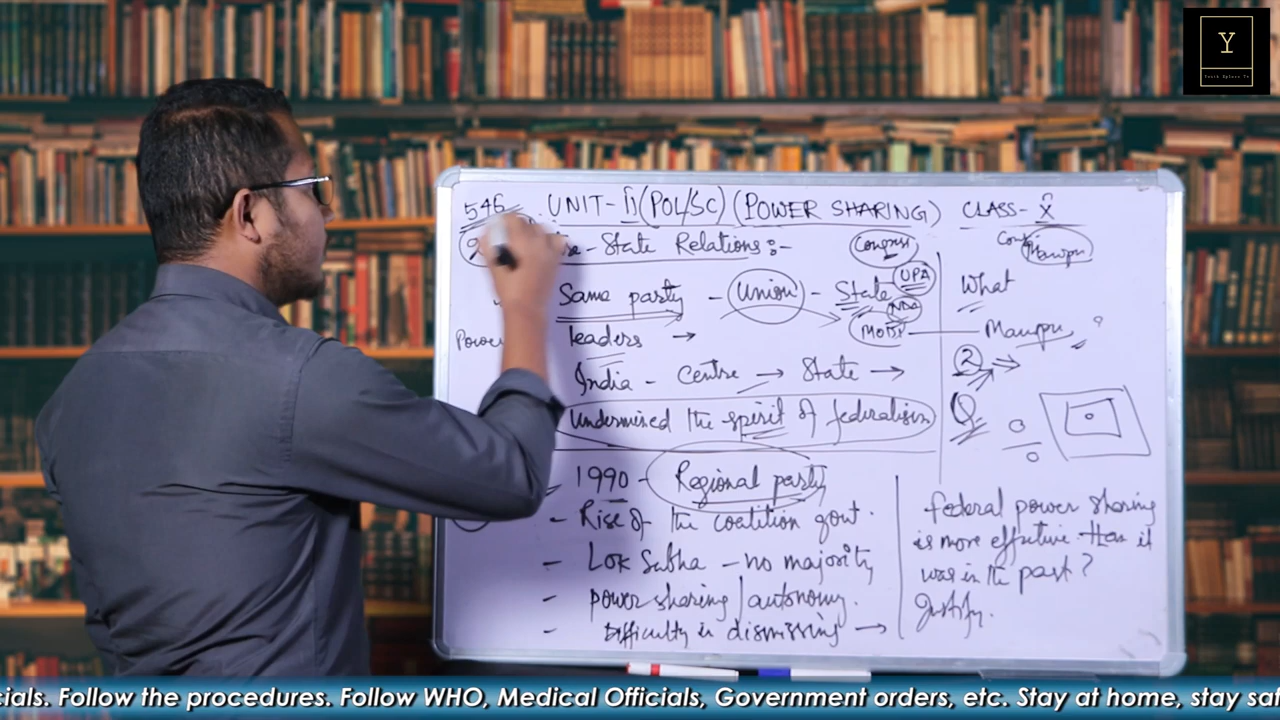 Y
546 UNIT-II (POL/SC) (POWER SHARING) CLASS- X
State Relations :-
Congress
Manipur
Same party - Union - State
UPA
NDA
What
leaders →
Modi
Manipur ?
India - Centre → State →
2
Undermined the spirit of federalism
Q
1990 - Regional party
- Rise of the coalition govt.
- Lok Sabha - no majority
- power sharing / autonomy.
- Difficulty in dismissing →
federal power sharing
is more effective than it
was in the past?
Justify.
cials. Follow the procedures. Follow WHO, Medical Officials, Government orders, etc. Stay at home, stay saf